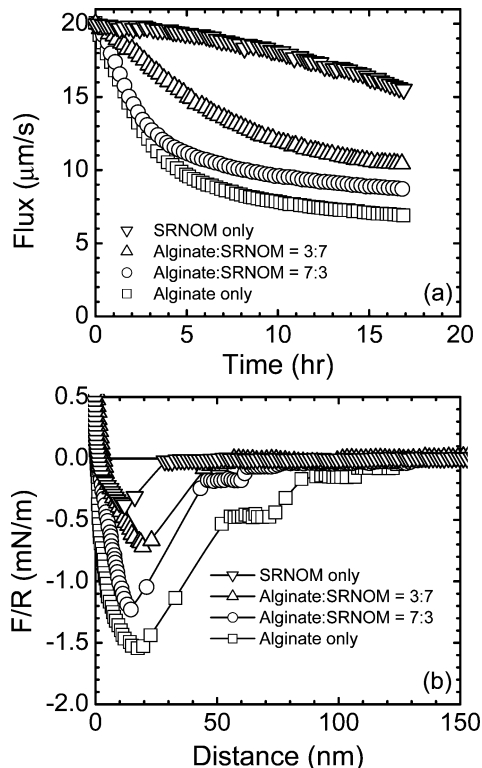 20
15
10
5
0
Flux (μm/s)
SRNOM only
Alginate:SRNOM = 3:7
Alginate:SRNOM = 7:3
Alginate only
(a)
0 5 10 15 20
Time (hr)
0.5
0.0
-0.5
-1.0
-1.5
-2.0
F/R (mN/m)
SRNOM only
Alginate:SRNOM = 3:7
Alginate:SRNOM = 7:3
Alginate only
(b)
0 50 100 150
Distance (nm)